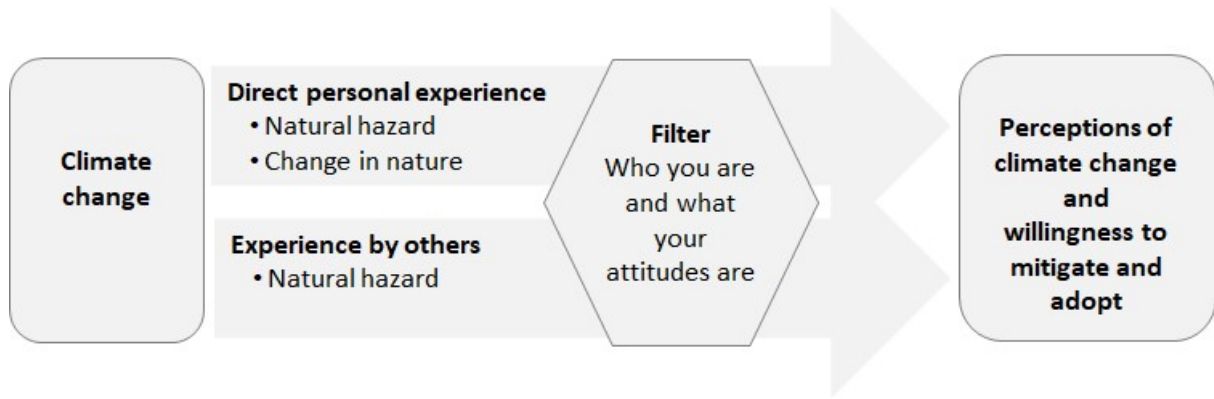 Climate
change
Direct personal experience
• Natural hazard
• Change in nature
Experience by others
• Natural hazard
Filter
Who you are
and what
your
attitudes are
Perceptions of
climate change
and
willingness to
mitigate and
adopt